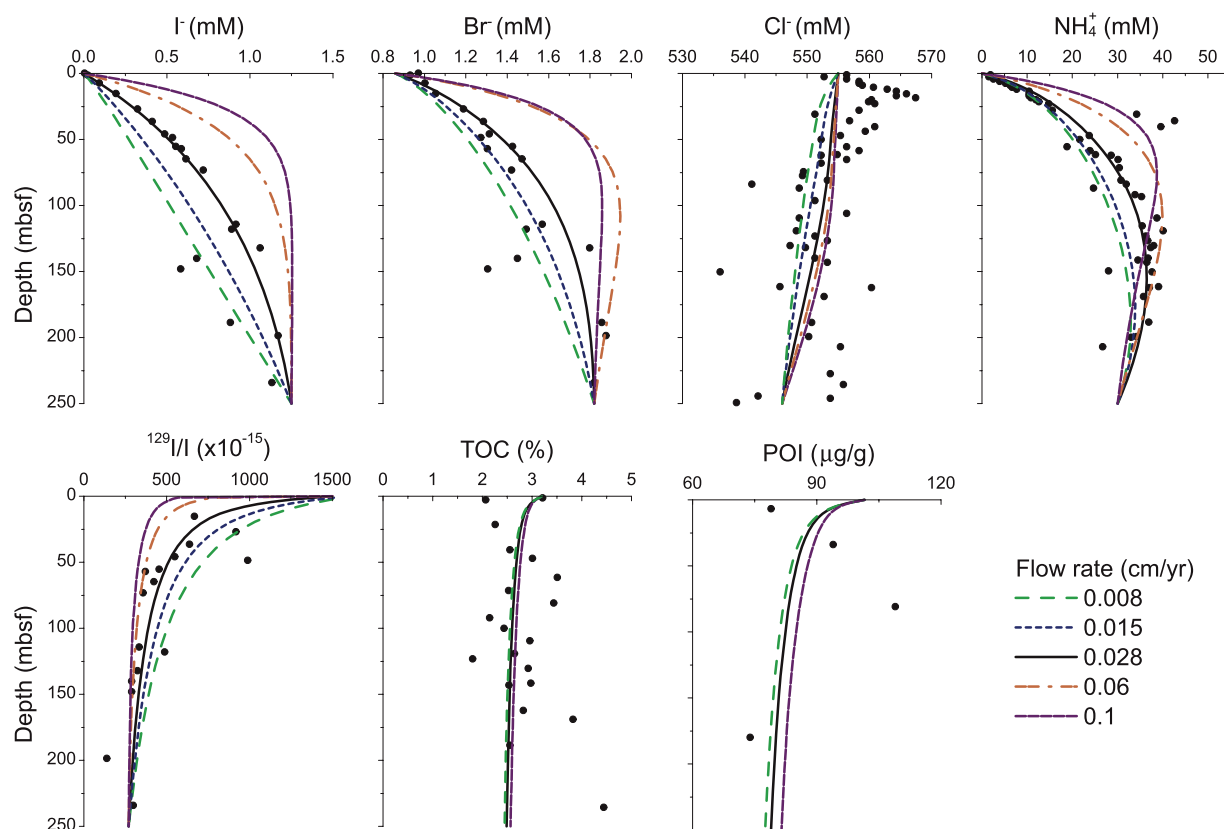 I⁻ (mM) Br⁻ (mM) Cl⁻ (mM) NH₄⁺ (mM)
0.0 0.5 1.0 1.5 0.8 1.0 1.2 1.4 1.6 1.8 2.0 530 540 550 560 570 0 10 20 30 40 50
0
50
100
150
200
250
Depth (mbsf)
¹²⁹I/I (x10⁻¹⁵) TOC (%) POI (µg/g)
0 500 1000 1500 0 1 2 3 4 5 60 90 120
0
50
100
150
200
250
Depth (mbsf)
Flow rate (cm/yr)
0.008
0.015
0.028
0.06
0.1